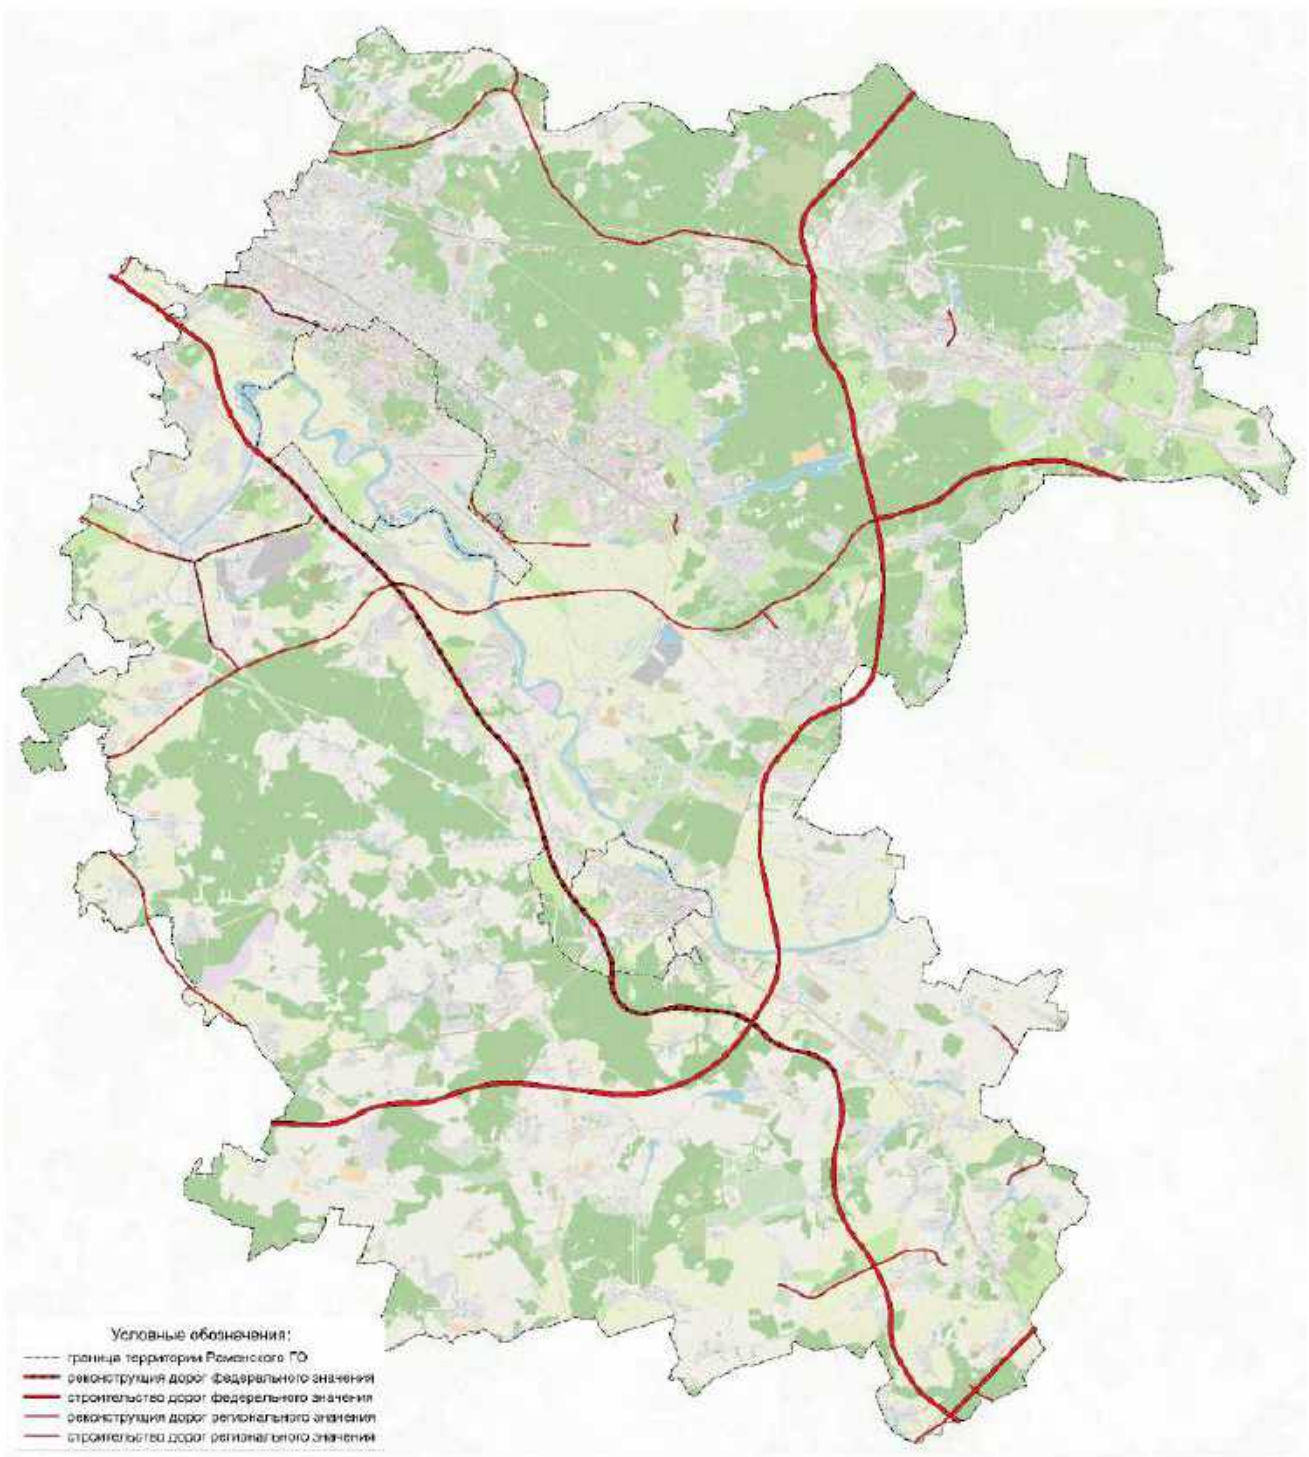 Условные обозначения:
граница территории Раменского ГО
реконструкция дорог федерального значения
строительство дорог федерального значения
реконструкция дорог регионального значения
строительство дорог регионального значения